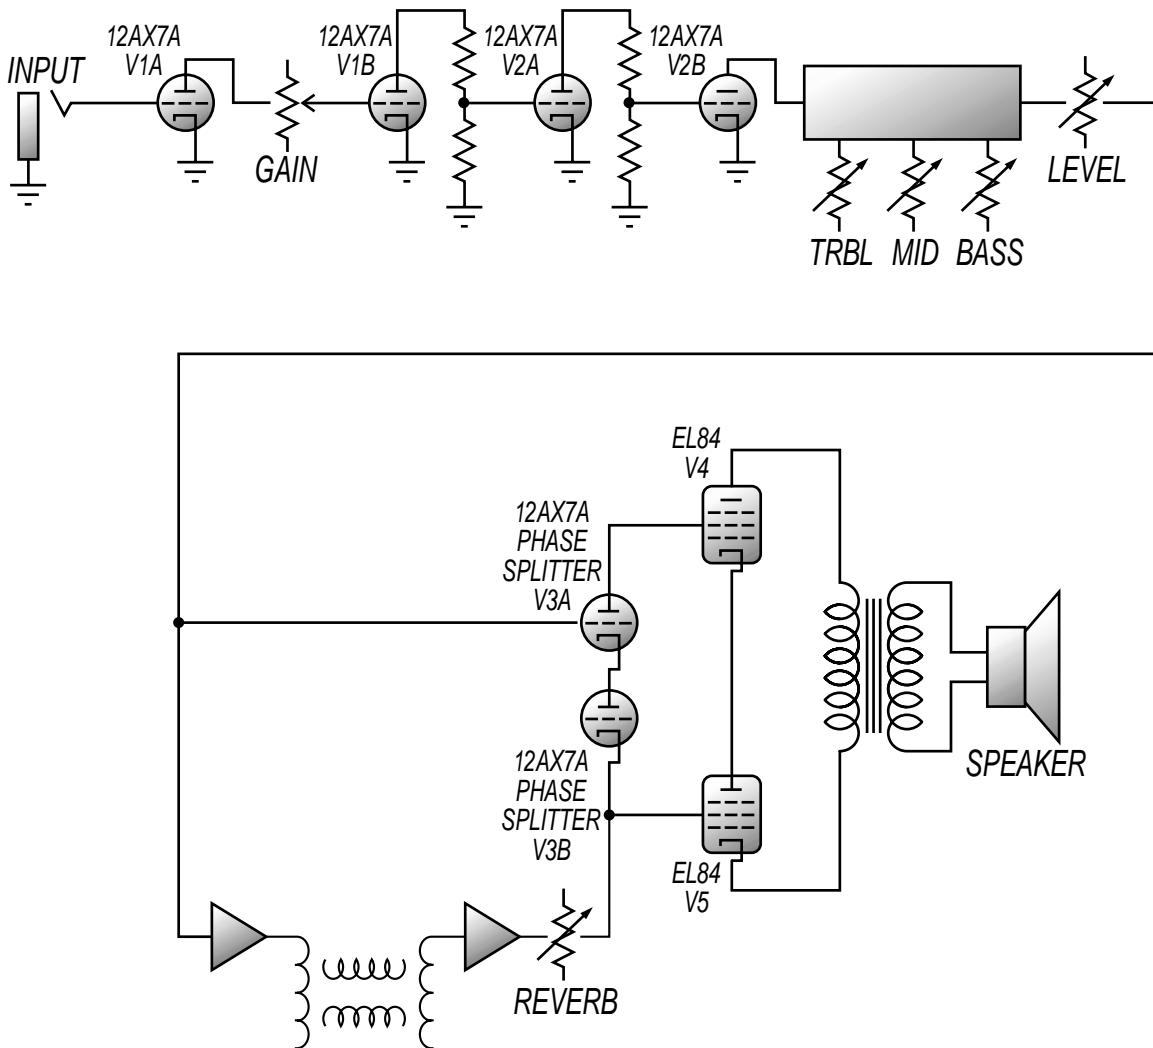 12AX7A
V1A
12AX7A
V1B
12AX7A
V2A
12AX7A
V2B
INPUT
GAIN
LEVEL
TRBL
MID
BASS
EL84
V4
12AX7A
PHASE
SPLITTER
V3A
12AX7A
PHASE
SPLITTER
V3B
SPEAKER
EL84
V5
REVERB